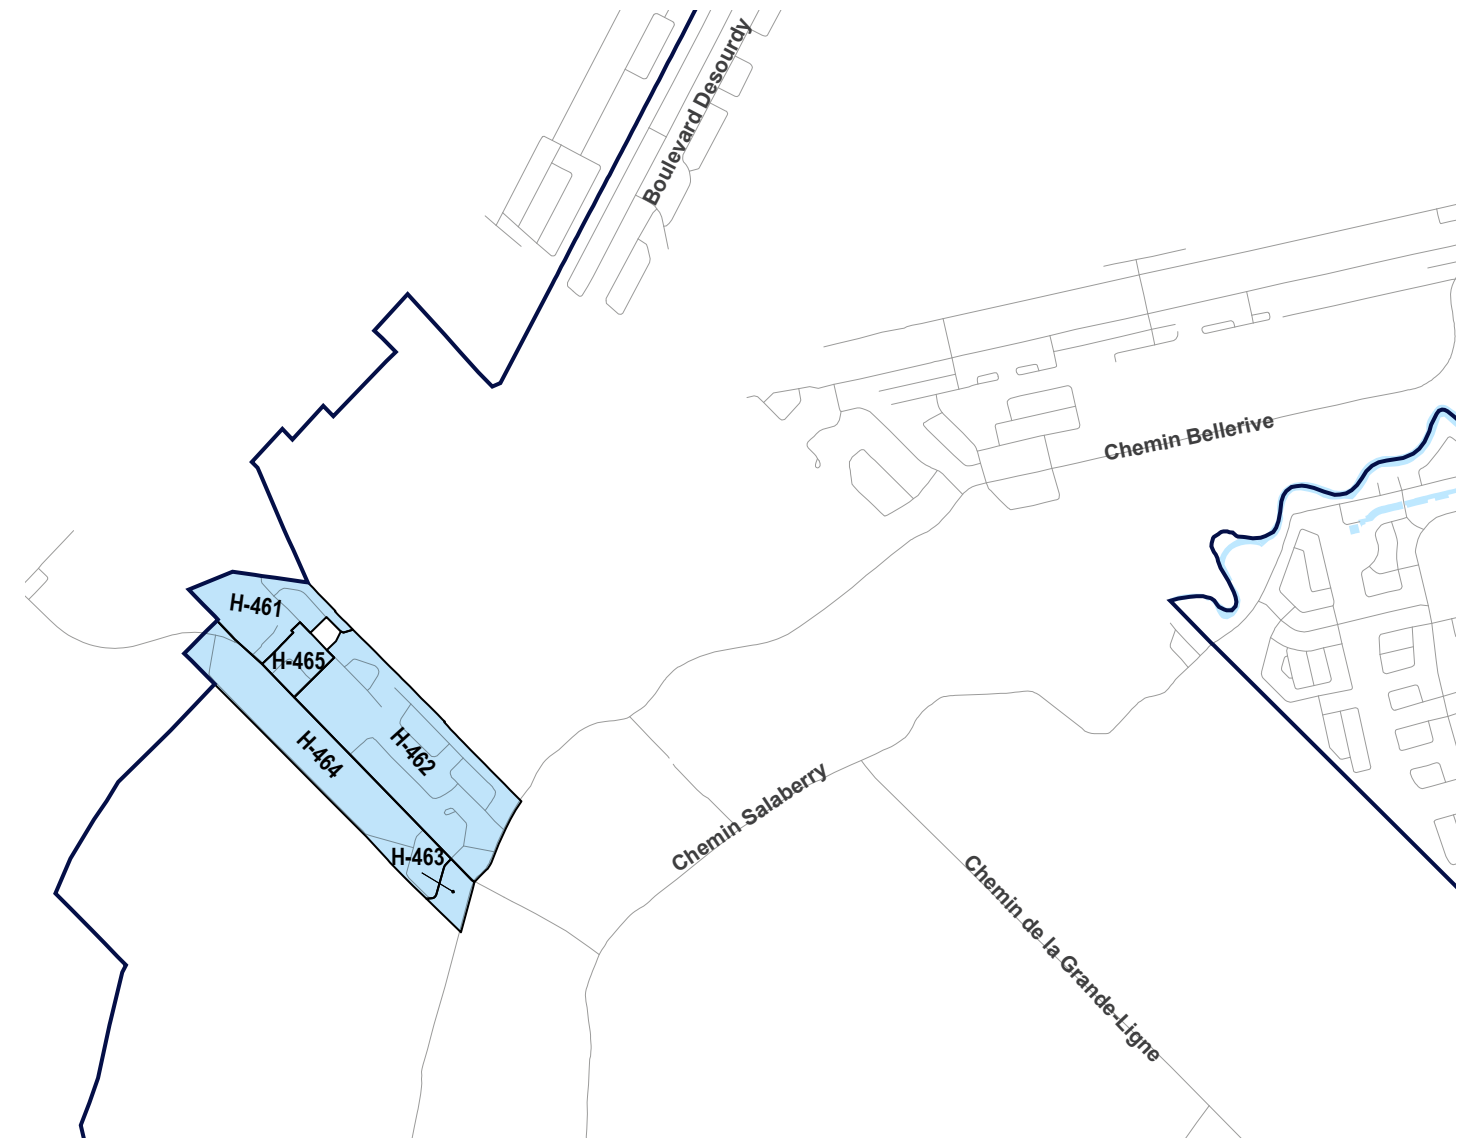 Boulevard Desourdy
Chemin Bellerive
H-461
H-465
H-464
H-462
H-463
Chemin Salaberry
Chemin de la Grande-Ligne